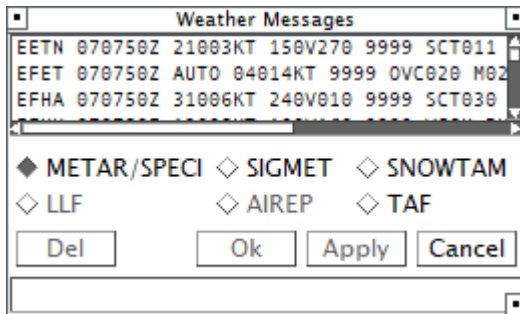 Weather Messages
EETN 070750Z 21003KT 150V270 9999 SCT011
EFET 070750Z AUTO 04014KT 9999 OVC020 M02
EFHA 070750Z 31006KT 240V010 9999 SCT030
METAR/SPECI SIGMET SNOWTAM
LLF AIREP TAF
Del Ok Apply Cancel